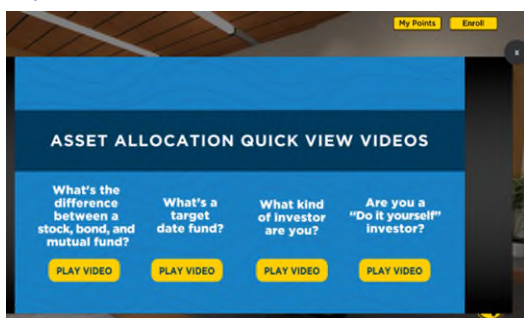 My Points
Enroll
x
ASSET ALLOCATION QUICK VIEW VIDEOS
What's the
difference
between a
stock, bond, and
mutual fund?
PLAY VIDEO
What's a
target
date fund?
PLAY VIDEO
What kind
of investor
are you?
PLAY VIDEO
Are you a
"Do it yourself"
investor?
PLAY VIDEO